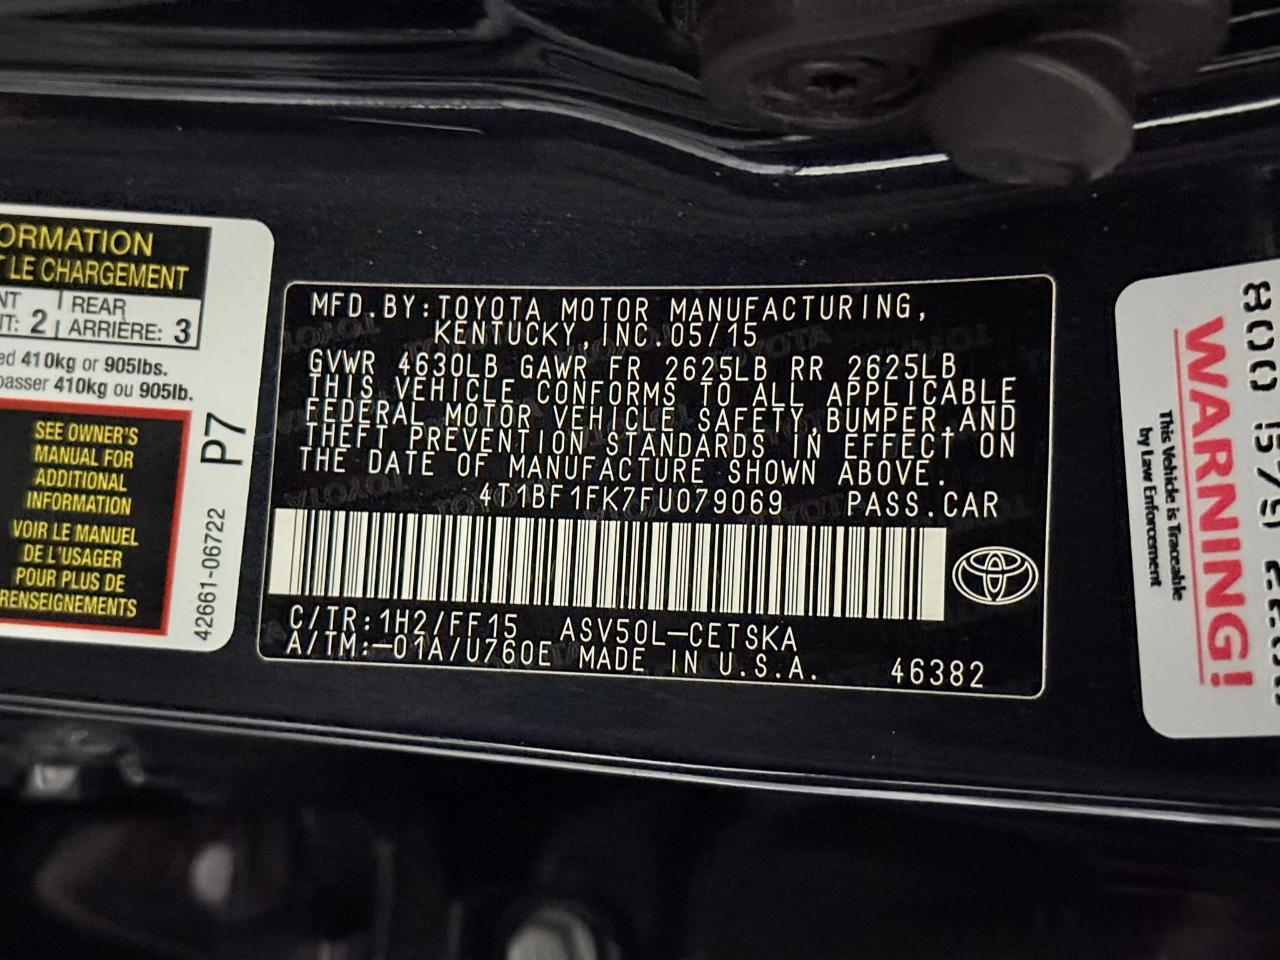 ORMATION
LE CHARGEMENT
NT 2 REAR 3
T: ARRIÈRE:
ed 410kg or 905lbs.
passer 410kg ou 905lb.
SEE OWNER'S
MANUAL FOR
ADDITIONAL
INFORMATION
VOIR LE MANUEL
DE L'USAGER
POUR PLUS DE
RENSEIGNEMENTS
P7
42661-06722
MFD.BY:TOYOTA MOTOR MANUFACTURING,
KENTUCKY,INC.05/15
GVWR 4630LB GAWR FR 2625LB RR 2625LB
THIS VEHICLE CONFORMS TO ALL APPLICABLE
FEDERAL MOTOR VEHICLE SAFETY,BUMPER,AND
THEFT PREVENTION STANDARDS IN EFFECT ON
THE DATE OF MANUFACTURE SHOWN ABOVE.
4T1BF1FK7FU079069 PASS.CAR
C/TR:1H2/FF15 ASV50L-CETSKA
A/TM:-01A/U760E MADE IN U.S.A. 46382
WARNING!
This Vehicle is Traceable
by Law Enforcement